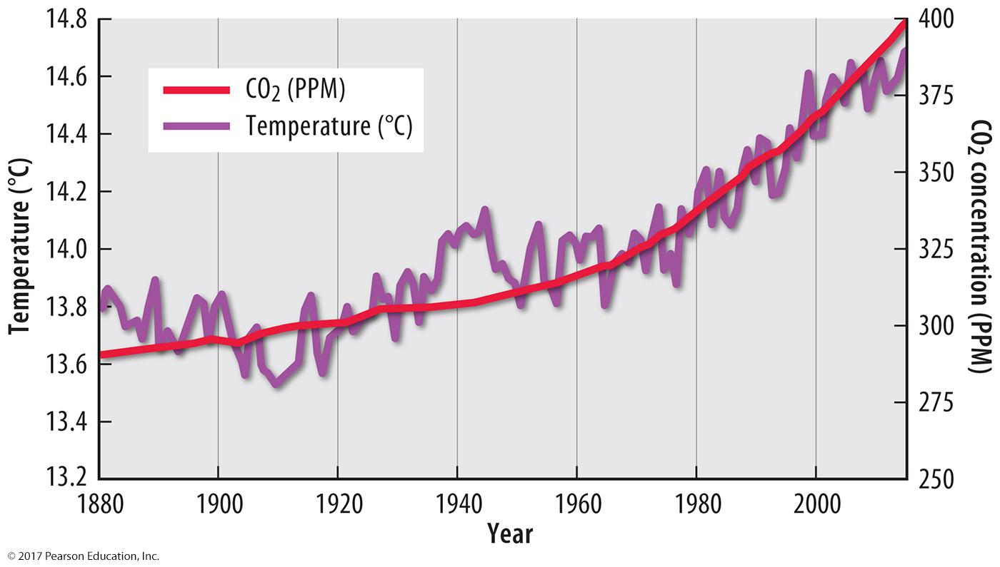 14.8
14.6
14.4
14.2
14.0
13.8
13.6
13.4
13.2
Temperature (°C)
CO₂ (PPM)
Temperature (°C)
400
375
350
325
300
275
250
CO₂ concentration (PPM)
1880 1900 1920 1940 1960 1980 2000
Year
© 2017 Pearson Education, Inc.